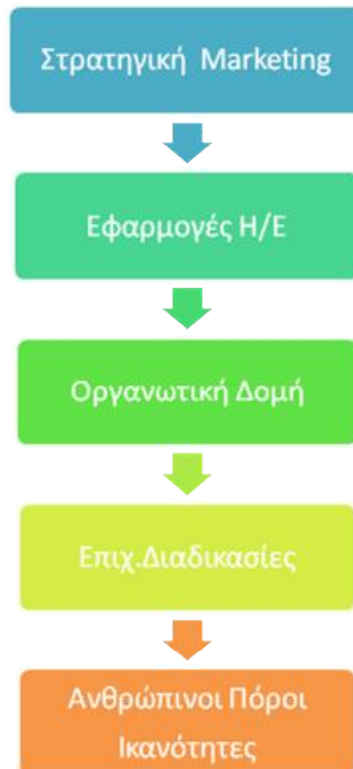 Στρατηγική Marketing
Εφαρμογές Η/Ε
Οργανωτική Δομή
Επιχ.Διαδικασίες
Ανθρώπινοι Πόροι
Ικανότητες